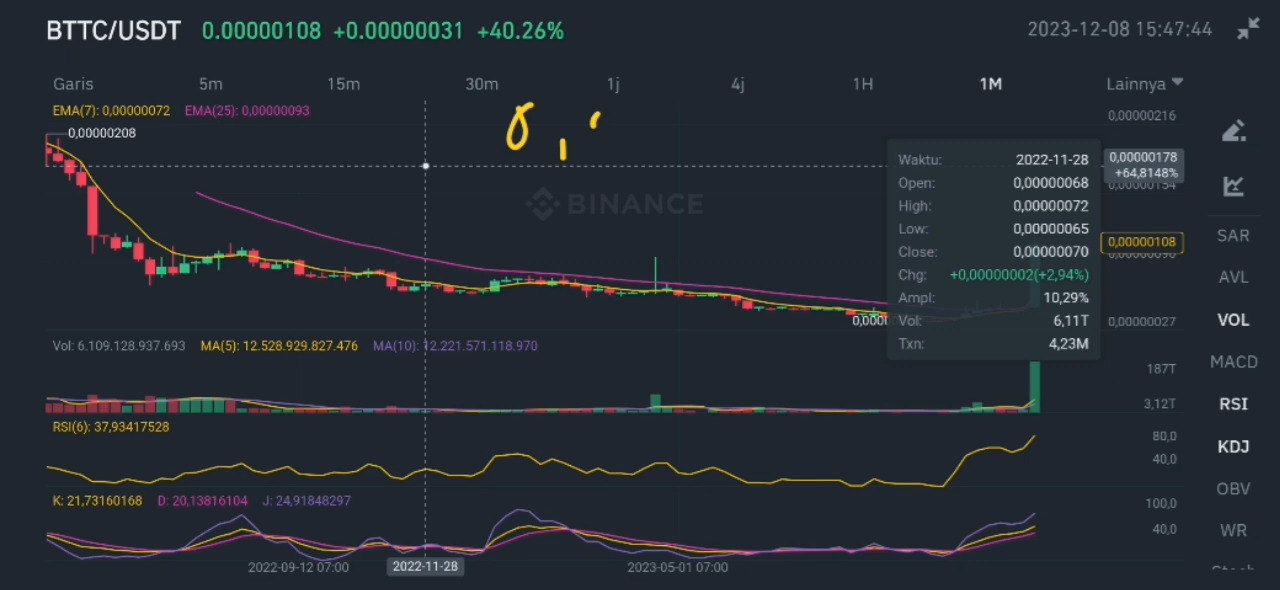 BTTC/USDT 0.00000108 +0.00000031 +40.26% 2023-12-08 15:47:44
Garis 5m 15m 30m 1j 4j 1H 1M Lainnya
EMA(7): 0,00000072 EMA(25): 0,00000093
0,00000216
0,00000208
0,00000178
+64,8148%
0,00000154
0,00000108
0,00000090
0,00000027
BINANCE
Waktu: 2022-11-28
Open: 0,00000068
High: 0,00000072
Low: 0,00000065
Close: 0,00000070
Chg: +0,00000002(+2,94%)
Ampl: 10,29%
Vol: 6,11T
Txn: 4,23M
SAR
AVL
VOL
MACD
RSI
KDJ
OBV
WR
Vol: 6.109.128.937.693 MA(5): 12.528.929.827.476 MA(10): 12.221.571.118.970
187T
3,12T
RSI(6): 37,93417528
80,0
40,0
K: 21,73160168 D: 20,13816104 J: 24,91848297
100,0
40,0
2022-09-12 07:00 2022-11-28 2023-05-01 07:00